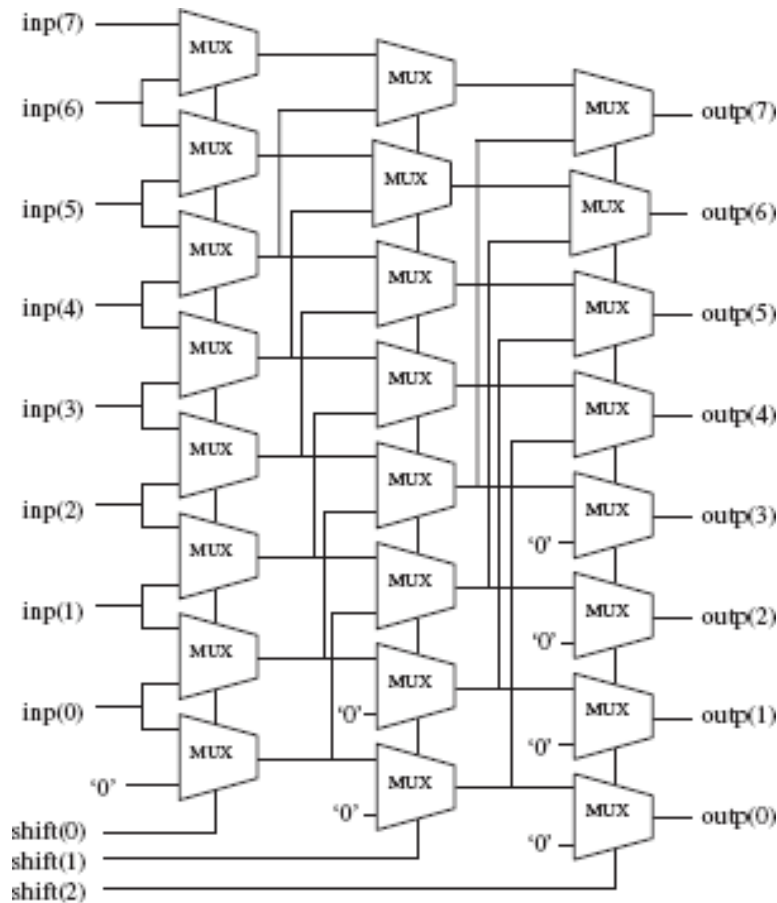 inp(7)
MUX
MUX
MUX
inp(6)
outp(7)
MUX
MUX
MUX
inp(5)
outp(6)
MUX
MUX
MUX
inp(4)
outp(5)
MUX
MUX
MUX
inp(3)
outp(4)
MUX
MUX
MUX
inp(2)
outp(3)
‘0’
MUX
MUX
MUX
inp(1)
outp(2)
‘0’
MUX
MUX
MUX
inp(0)
‘0’
outp(1)
‘0’
MUX
MUX
MUX
‘0’
‘0’
outp(0)
shift(0)
‘0’
shift(1)
shift(2)